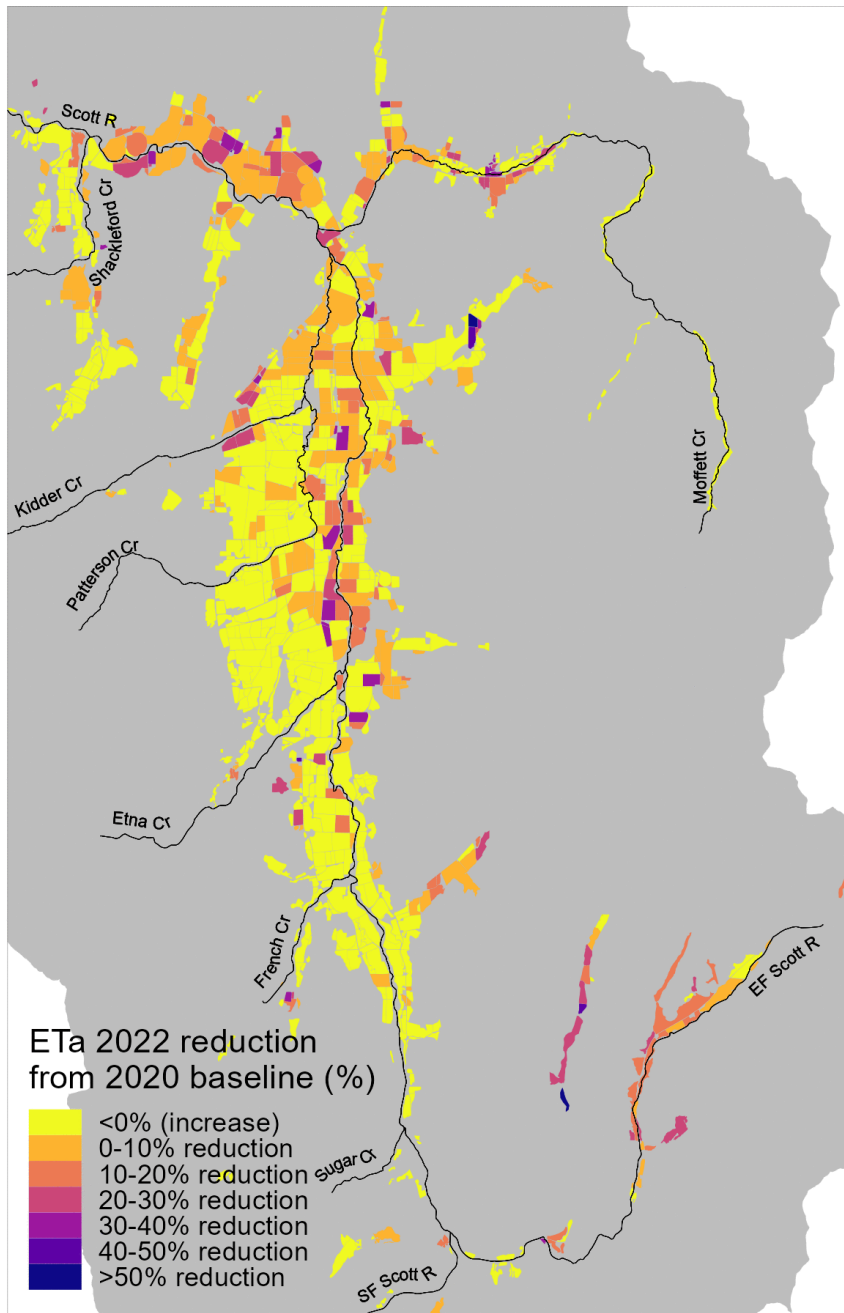 Scott R
Shackleford Cr
Kidder Cr
Moffett Cr
Patterson Cr
Etna Cr
French Cr
EF Scott R
ETa 2022 reduction
from 2020 baseline (%)
<0% (increase)
0-10% reduction
10-20% reduction
20-30% reduction
30-40% reduction
40-50% reduction
>50% reduction
Sugar Cr
SF Scott R